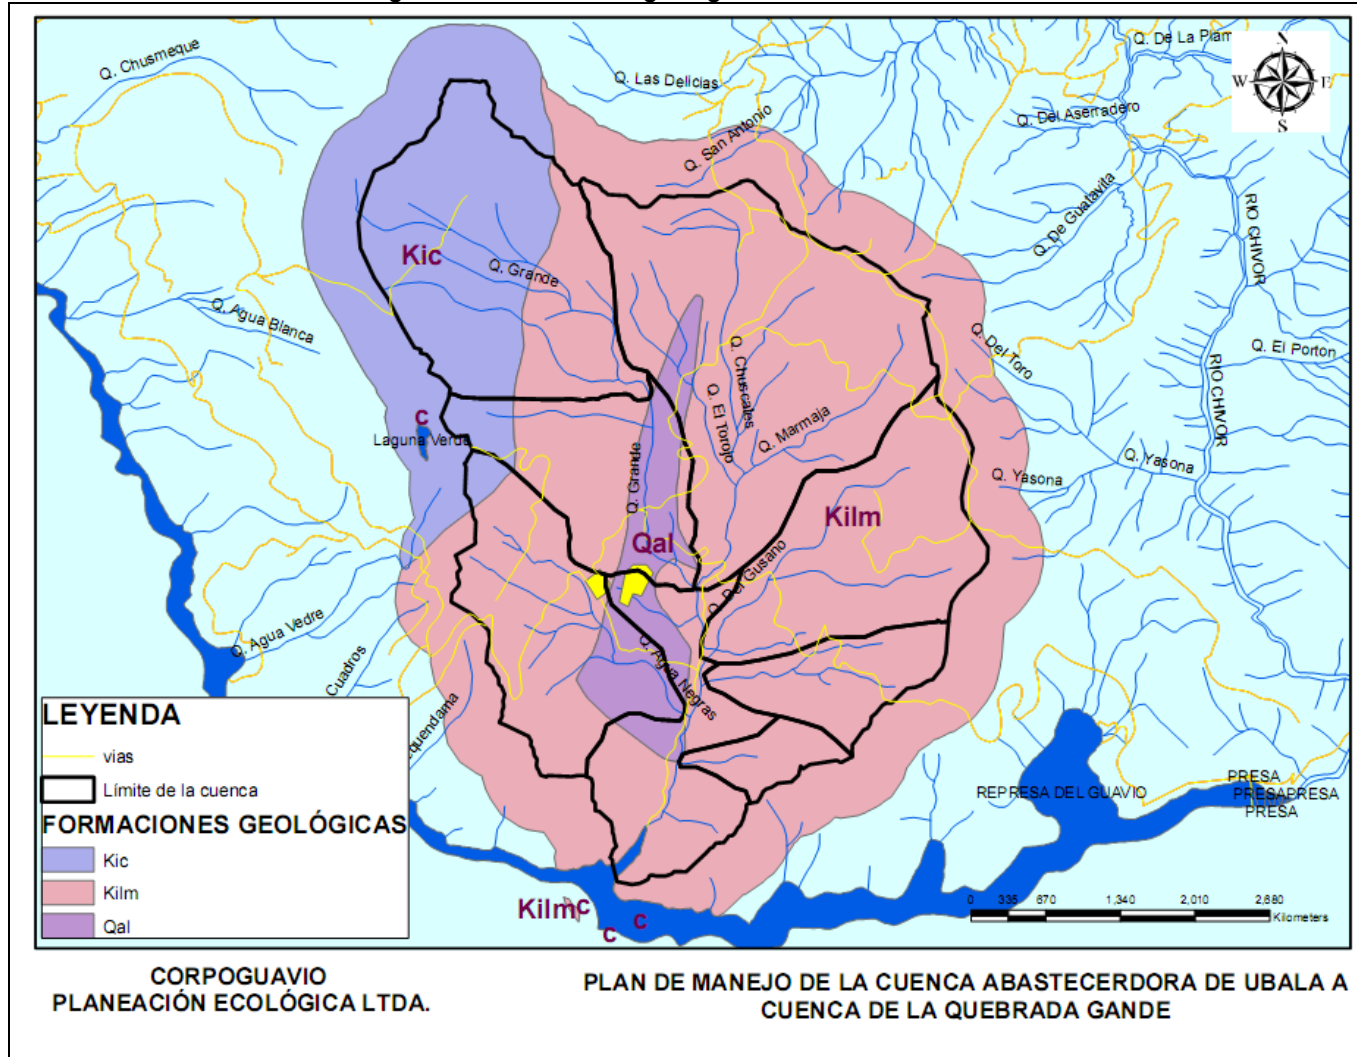 Q. Chusmeque
Q. Las Delicias
Q. De La Plam
N
W
E
S
Q. Del Aserradero
Q. San Antonio
Q. De Guatavita
RIO CHIVOR
Kic
Q. Grande
Q. Agua Blanca
Q. Del Toro
Q. El Porton
Q. Chuscales
RIO CHIVOR
Q. El Torojo
Q. Marmaja
C
Laguna Verda
Q. Grande
Q. Yasona
Q. Yasona
Kilm
Qal
Q. Del Gusano
Q. Agua Vedre
Cuadros
Q. Agua Negras
equendama
LEYENDA
vias
Límite de la cuenca
FORMACIONES GEOLÓGICAS
Kic
Kilm
Qal
REPRESA DEL GUAVIO
PRESA
PRESAPRESA
PRESA
Kilm
C
C
C
0 335 670 1,340 2,010 2,680
Kilometers
CORPOGUAVIO
PLANEACIÓN ECOLÓGICA LTDA.
PLAN DE MANEJO DE LA CUENCA ABASTECERDORA DE UBALA A
CUENCA DE LA QUEBRADA GANDE